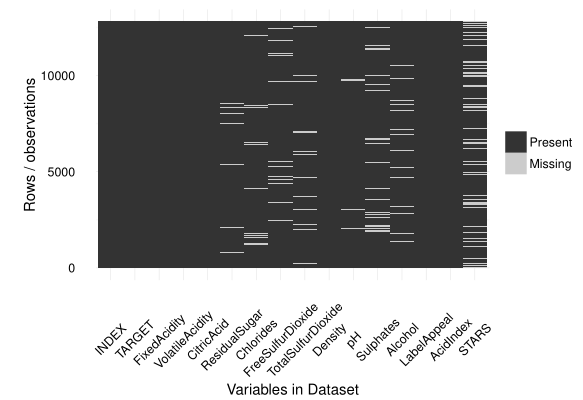 10000
5000
0
Rows / observations
Present
Missing
INDEX
TARGET
FixedAcidity
VolatileAcidity
CitricAcid
ResidualSugar
Chlorides
FreeSulfurDioxide
TotalSulfurDioxide
Density
pH
Sulphates
Alcohol
LabelAppeal
AcidIndex
STARS
Variables in Dataset